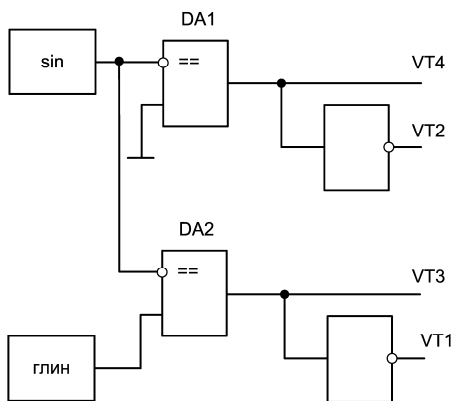 DA1
sin
==
VT4
VT2
DA2
==
VT3
глин
VT1